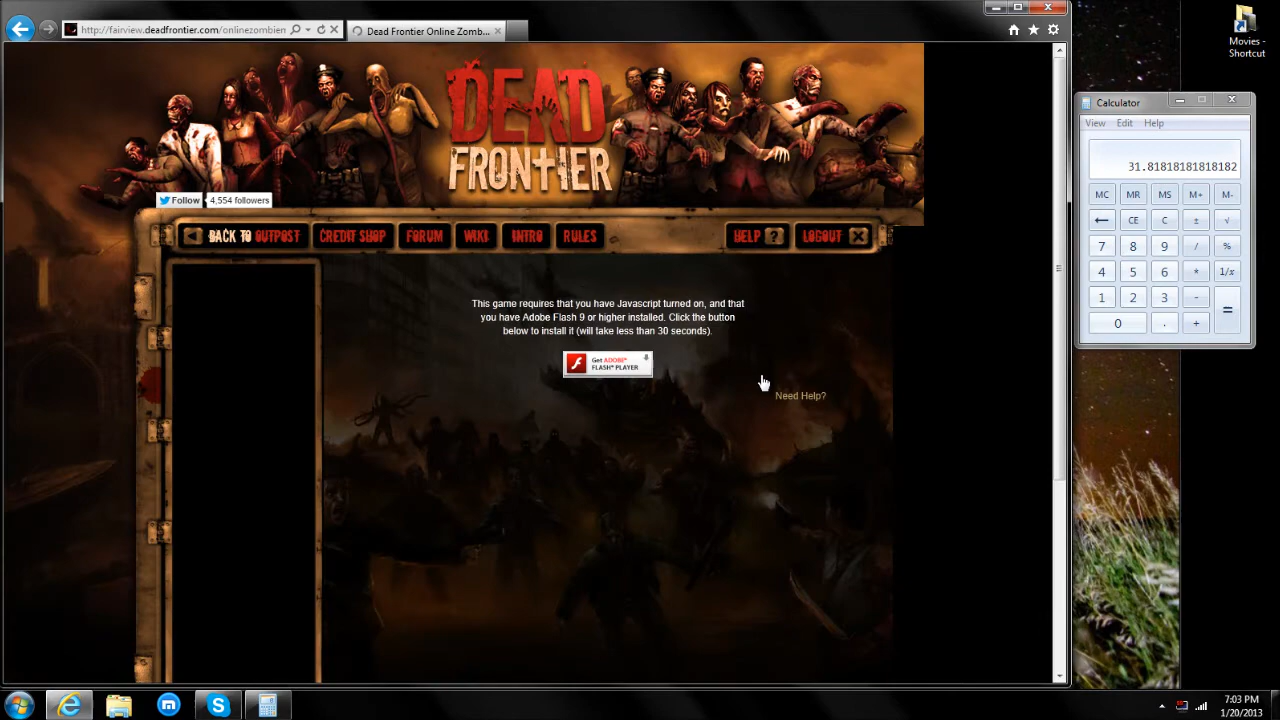 http://fairview.deadfrontier.com/onlinezombien
Dead Frontier Online Zomb...
Movies - Shortcut
DEAD
FRONTIER
Follow
4,554 followers
BACK TO OUTPOST
CREDIT SHOP
FORUM
WIKI
INTRO
RULES
HELP ?
LOGOUT X
This game requires that you have Javascript turned on, and that
you have Adobe Flash 9 or higher installed. Click the button
below to install it (will take less than 30 seconds).
Get ADOBE®
FLASH® PLAYER
Need Help?
Calculator
View Edit Help
31.81818181818182
MC MR MS M+ M-
← CE C ± √
7 8 9 / %
4 5 6 * 1/x
1 2 3 - =
0 . +
7:03 PM
1/20/2013